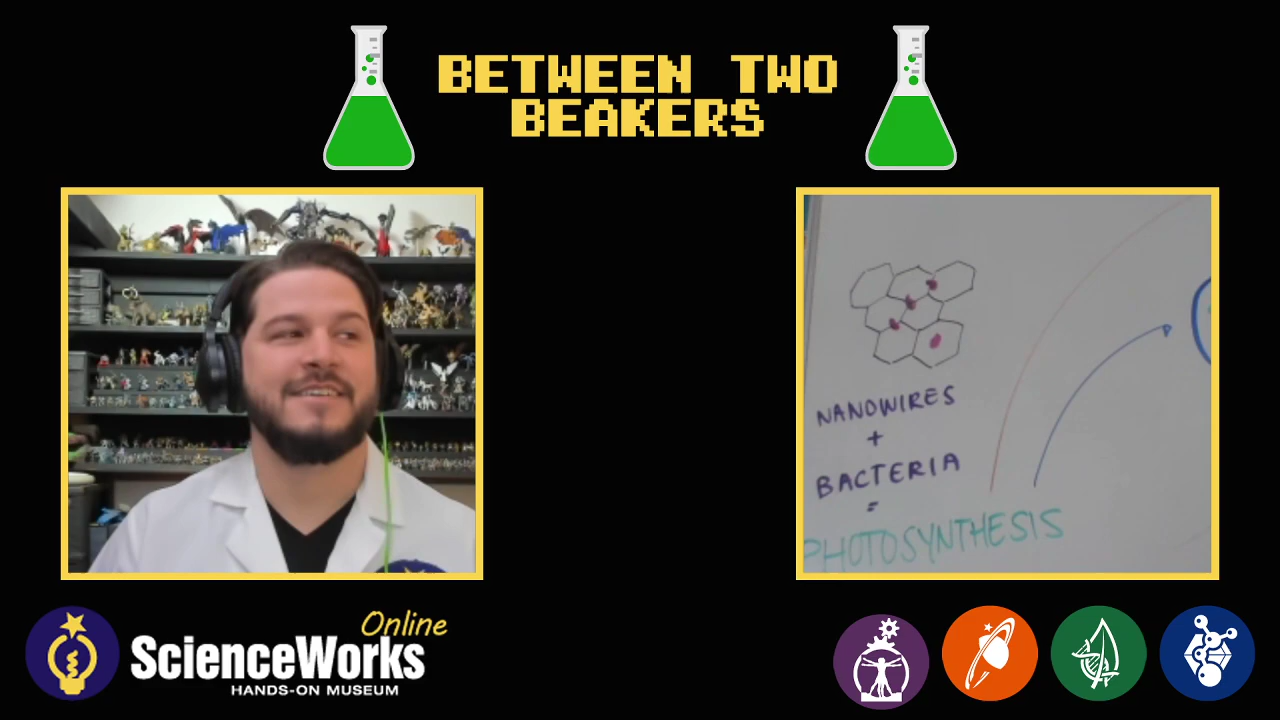 BETWEEN TWO
BEAKERS
NANOWIRES
+
BACTERIA
=
PHOTOSYNTHESIS
Online
ScienceWorks
HANDS-ON MUSEUM